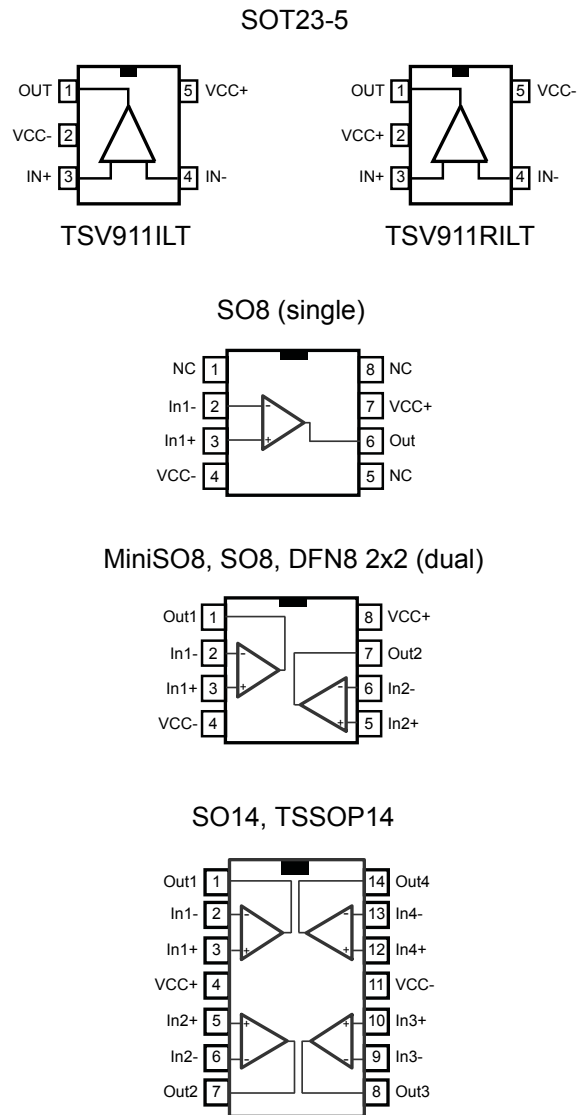 SOT23-5
OUT 1 5 VCC+
VCC- 2
IN+ 3 4 IN-
TSV911ILT
OUT 1 5 VCC-
VCC+ 2
IN+ 3 4 IN-
TSV911RILT
SO8 (single)
NC 1 8 NC
In1- 2 - 7 VCC+
In1+ 3 + 6 Out
VCC- 4 5 NC
MiniSO8, SO8, DFN8 2x2 (dual)
Out1 1 8 VCC+
In1- 2 - 7 Out2
In1+ 3 + - 6 In2-
VCC- 4 + 5 In2+
SO14, TSSOP14
Out1 1 14 Out4
In1- 2 - - 13 In4-
In1+ 3 + + 12 In4+
VCC+ 4 11 VCC-
In2+ 5 + + 10 In3+
In2- 6 - - 9 In3-
Out2 7 8 Out3